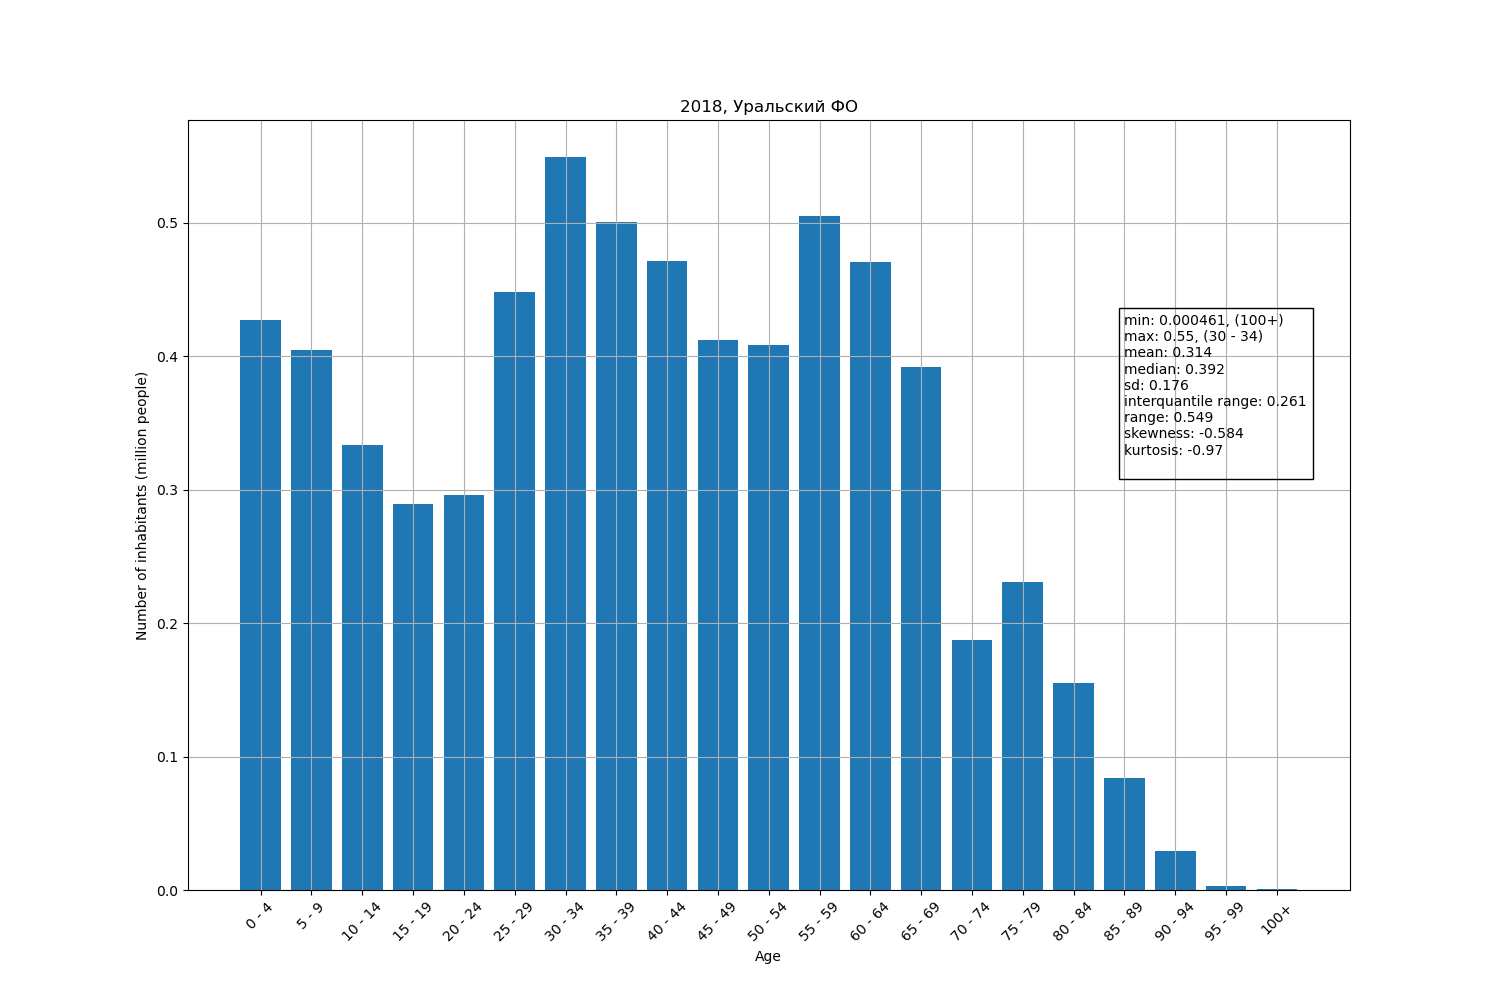 2018, Уральский ФО
Number of inhabitants (million people)
0.5
0.4
0.3
0.2
0.1
0.0
min: 0.000461, (100+)
max: 0.55, (30 - 34)
mean: 0.314
median: 0.392
sd: 0.176
interquantile range: 0.261
range: 0.549
skewness: -0.584
kurtosis: -0.97
0 - 4
5 - 9
10 - 14
15 - 19
20 - 24
25 - 29
30 - 34
35 - 39
40 - 44
45 - 49
50 - 54
55 - 59
60 - 64
65 - 69
70 - 74
75 - 79
80 - 84
85 - 89
90 - 94
95 - 99
100+
Age